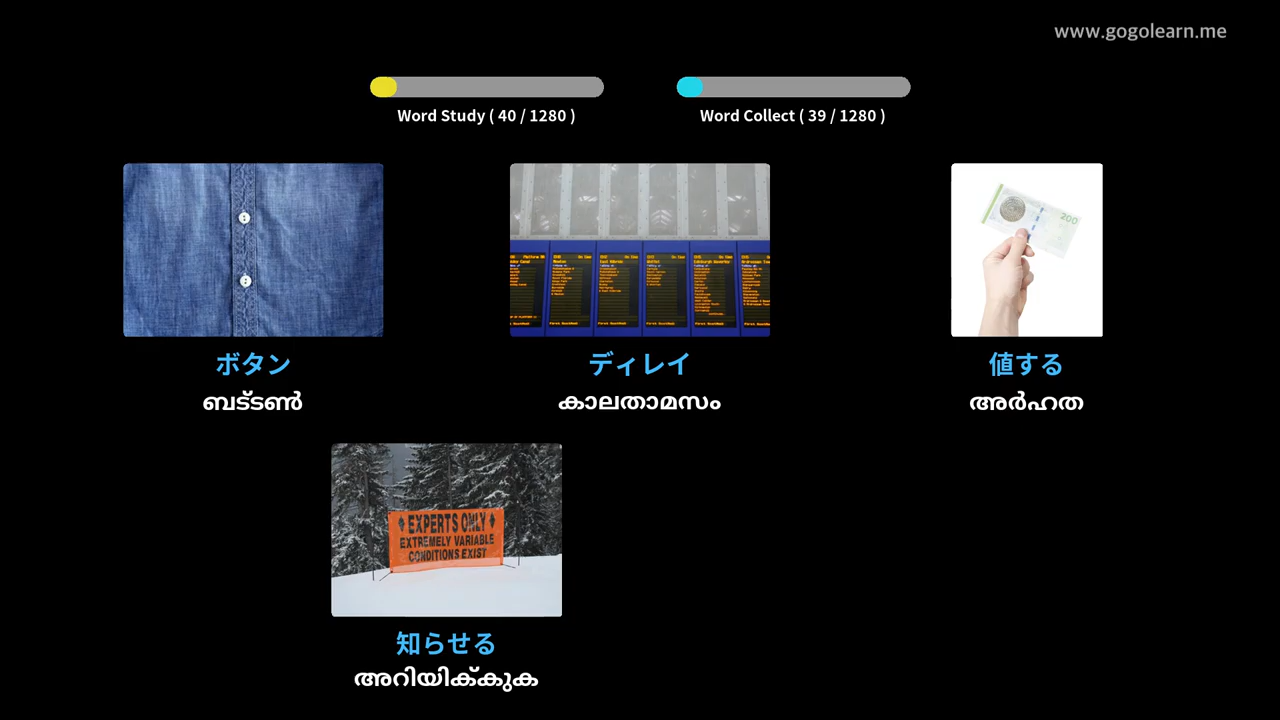 www.gogolearn.me
Word Study ( 40 / 1280 )
Word Collect ( 39 / 1280 )
200
ボタン
ディレイ
値する
ബട്ടൺ
കാലതാമസം
അർഹത
EXPERTS ONLY
EXTREMELY VARIABLE
CONDITIONS EXIST
知らせる
അറിയിക്കുക